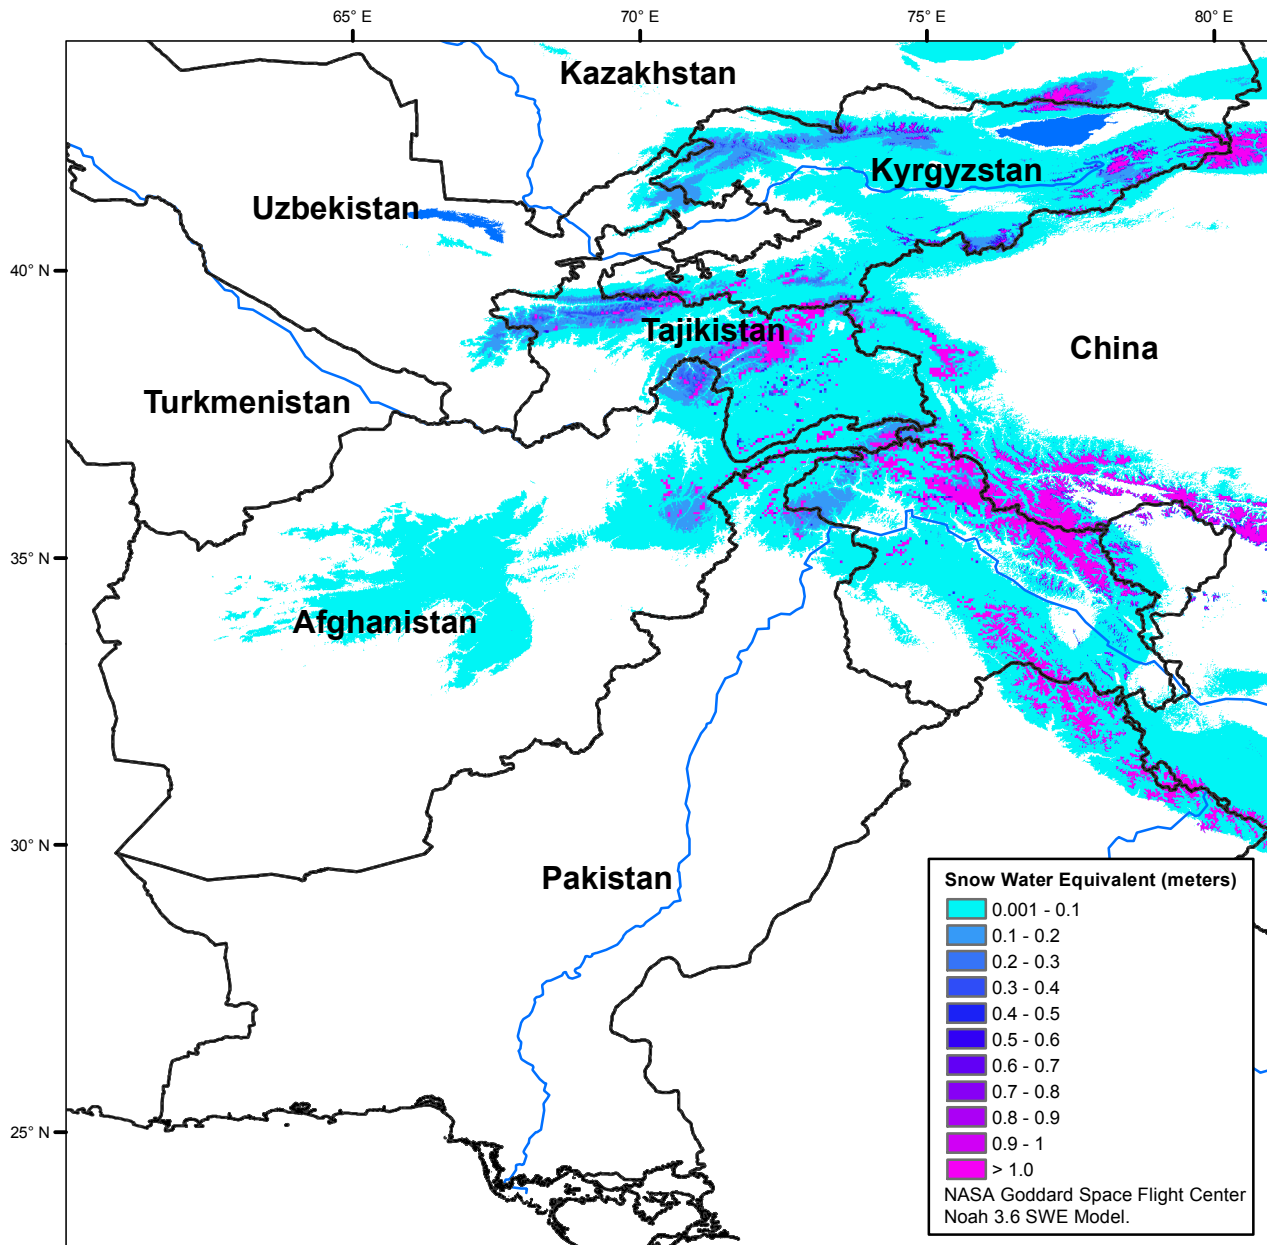 65° E
70° E
75° E
80° E
Kazakhstan
Kyrgyzstan
Uzbekistan
40° N
Tajikistan
China
Turkmenistan
35° N
Afghanistan
30° N
Pakistan
Snow Water Equivalent (meters)
0.001 - 0.1
0.1 - 0.2
0.2 - 0.3
0.3 - 0.4
0.4 - 0.5
0.5 - 0.6
0.6 - 0.7
0.7 - 0.8
0.8 - 0.9
0.9 - 1
> 1.0
NASA Goddard Space Flight Center
Noah 3.6 SWE Model.
25° N